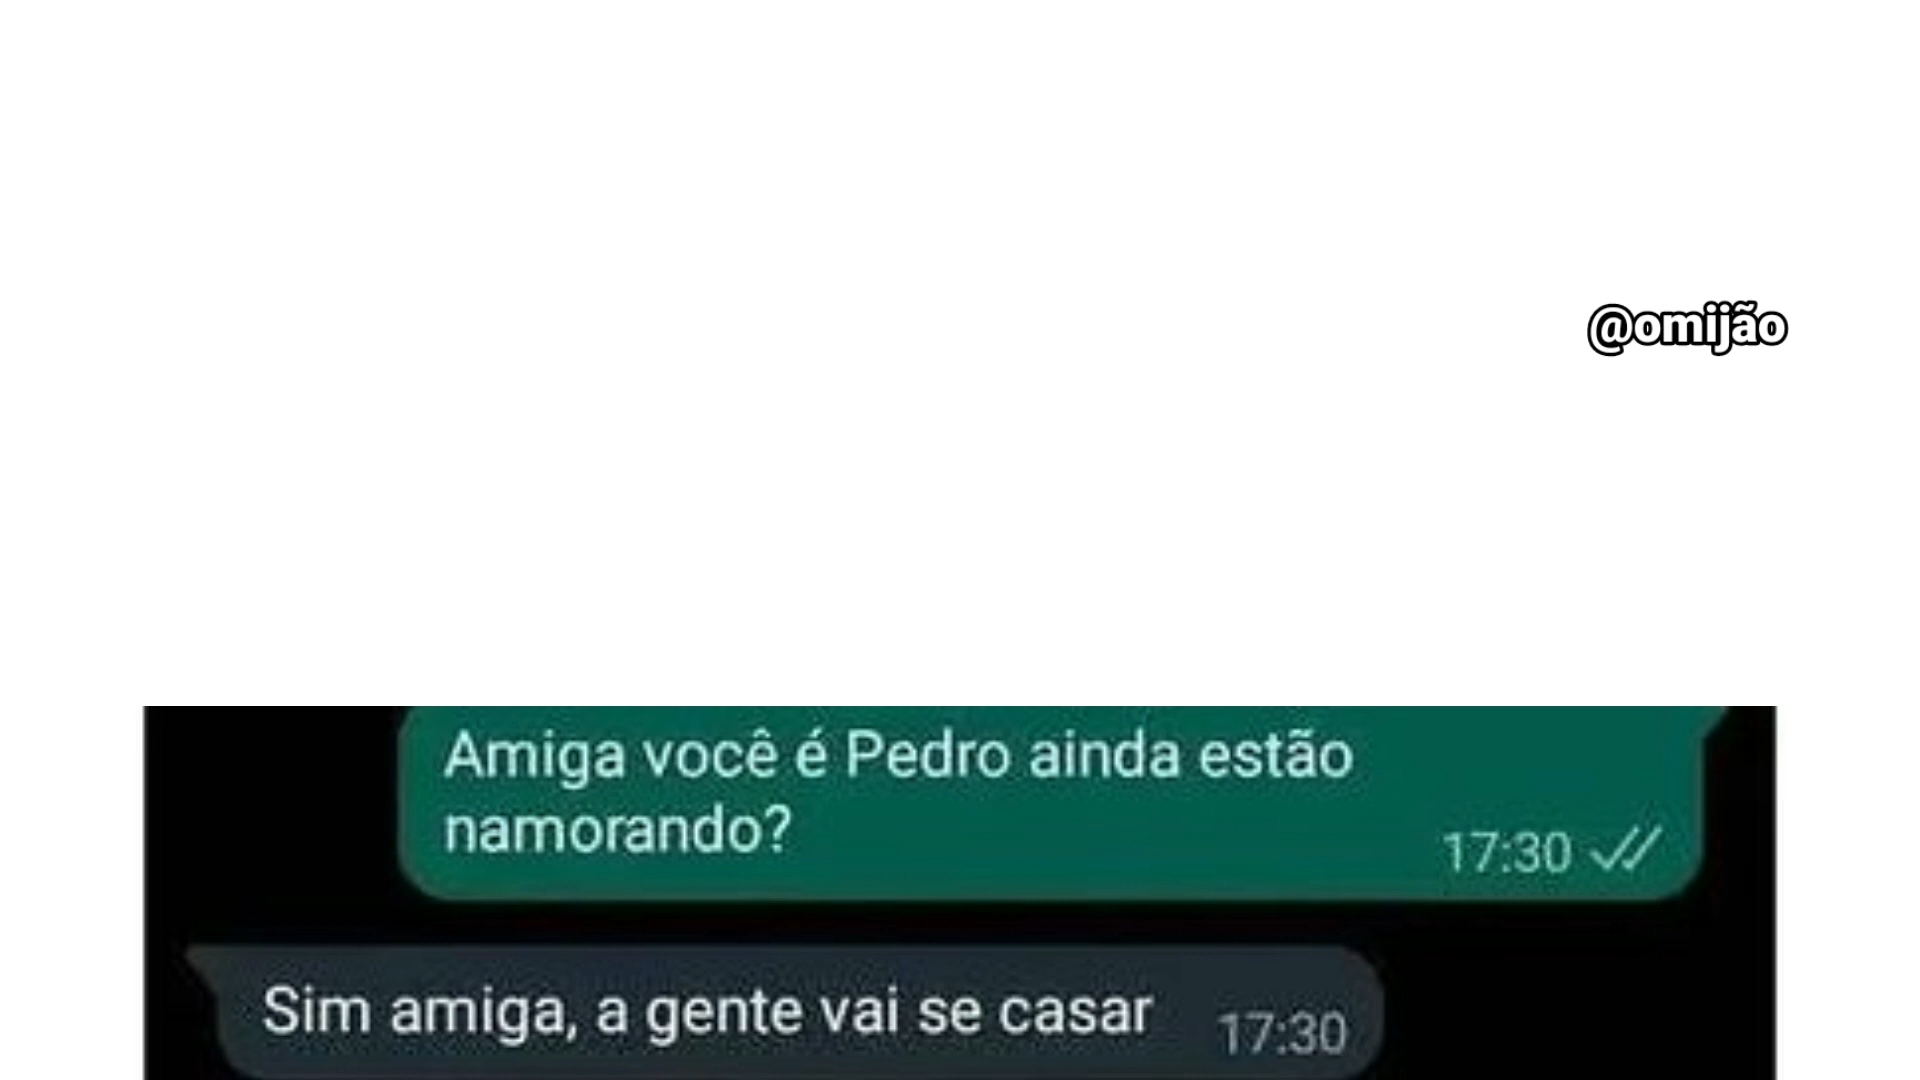 @omijão
Amiga você é Pedro ainda estão
namorando?
17:30
Sim amiga, a gente vai se casar
17:30